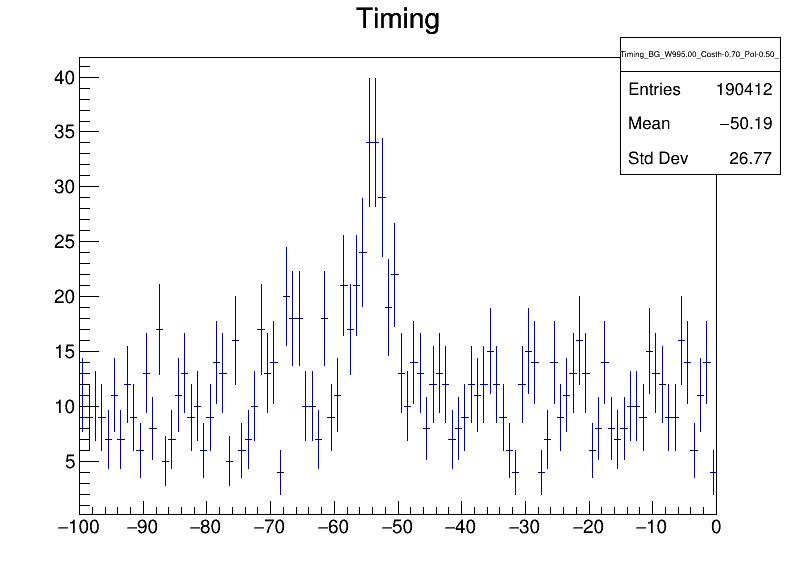 Timing
Timing_BG_W995.00_Costh-0.70_Pol-0.50_
Entries 190412
Mean −50.19
Std Dev 26.77
40
35
30
25
20
15
10
5
−100 −90 −80 −70 −60 −50 −40 −30 −20 −10 0